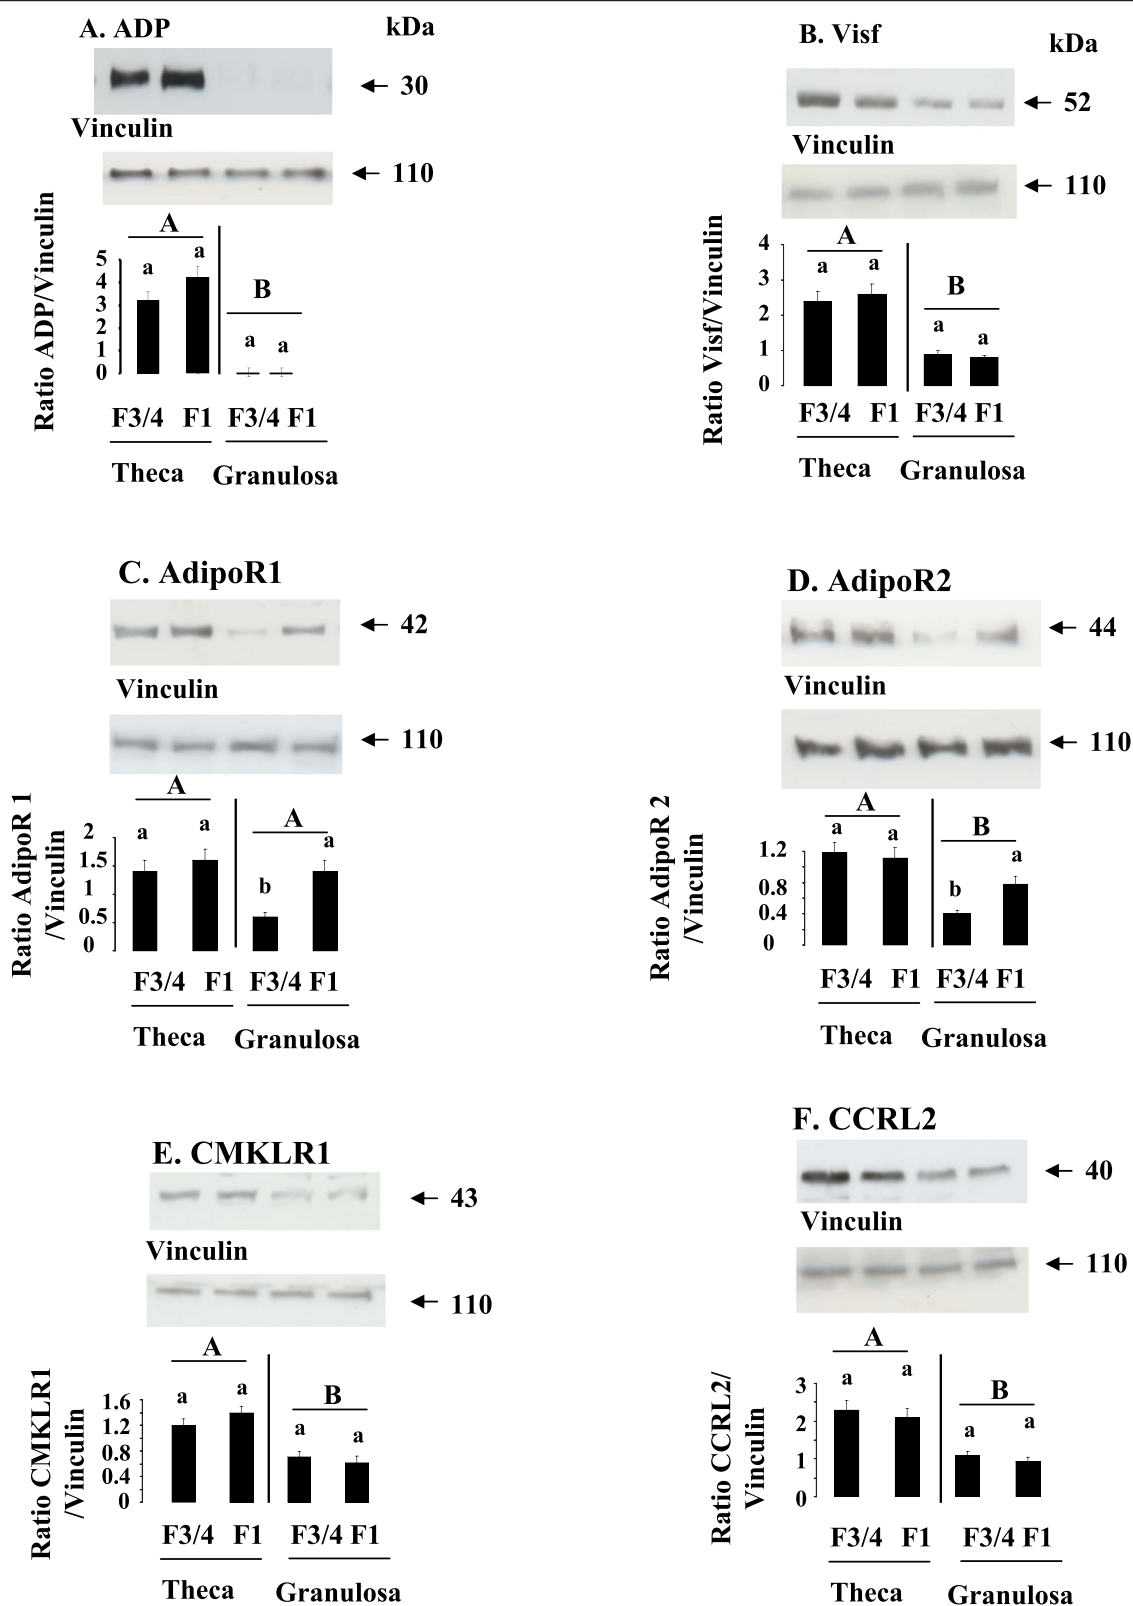 A. ADP
kDa
30
Vinculin
110
Ratio ADP/Vinculin
A
5
4
3
2
1
0
a
a
B
a
a
F3/4 F1 F3/4 F1
Theca Granulosa
B. Visf
kDa
52
Vinculin
110
Ratio Visf/Vinculin
A
4
3
2
1
0
a
a
B
a
a
F3/4 F1 F3/4 F1
Theca Granulosa
C. AdipoR1
42
Vinculin
110
Ratio AdipoR 1
/Vinculin
A
2
1.5
1
0.5
0
a
a
A
b
a
F3/4 F1 F3/4 F1
Theca Granulosa
D. AdipoR2
44
Vinculin
110
Ratio AdipoR 2
/Vinculin
A
1.2
0.8
0.4
0
a
a
B
b
a
F3/4 F1 F3/4 F1
Theca Granulosa
E. CMKLR1
43
Vinculin
110
Ratio CMKLR1
/Vinculin
A
1.6
1.2
0.8
0.4
0
a
a
B
a
a
F3/4 F1 F3/4 F1
Theca Granulosa
F. CCRL2
40
Vinculin
110
Ratio CCRL2/
Vinculin
A
3
2
1
0
a
a
B
a
a
F3/4 F1 F3/4 F1
Theca Granulosa